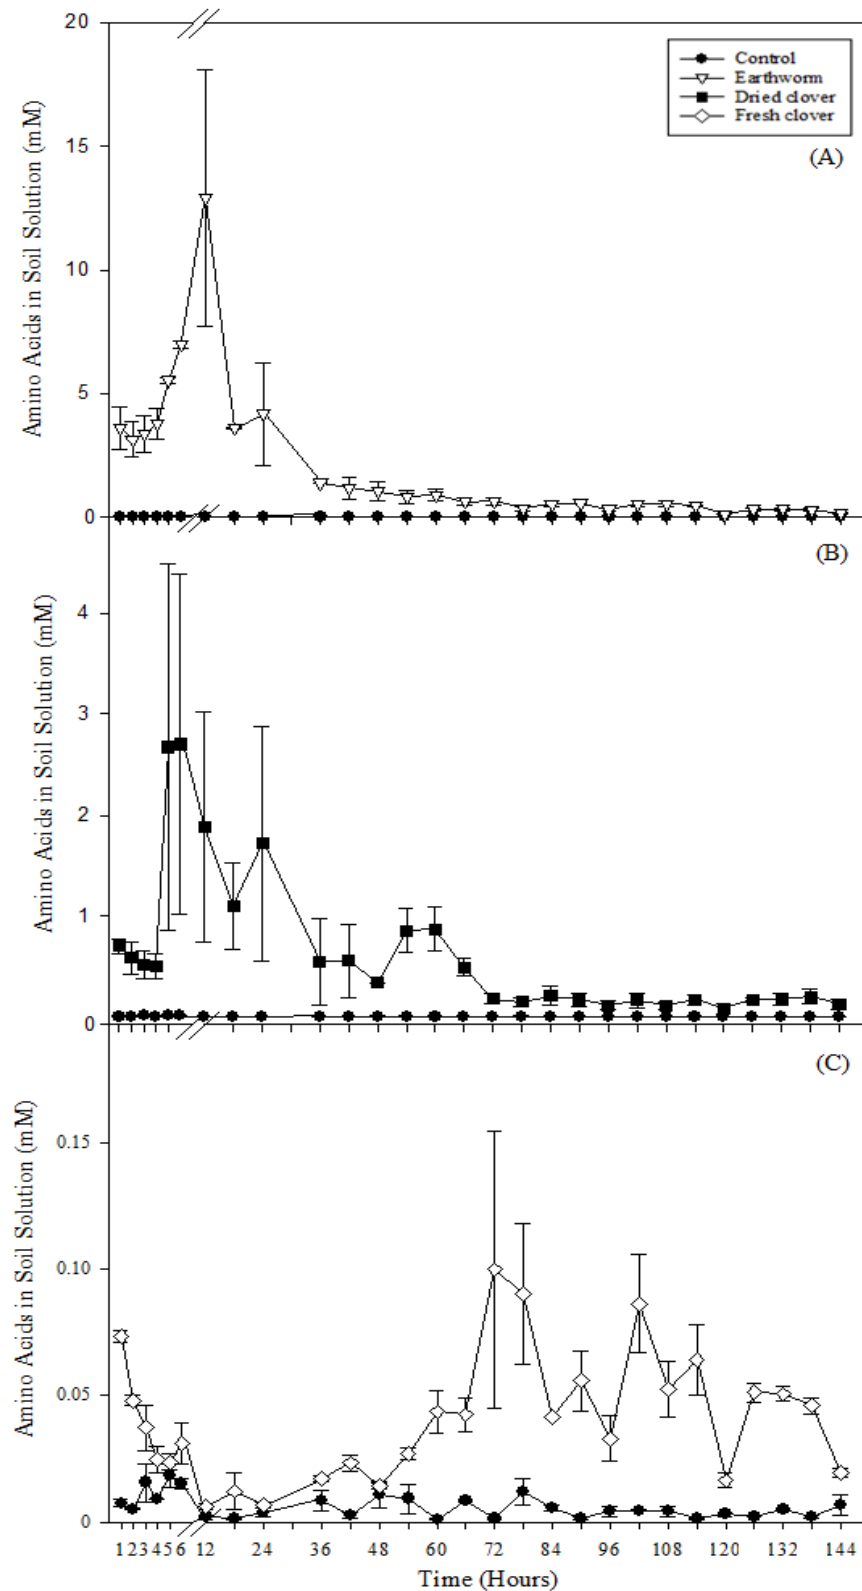 20
Control
Earthworm
Dried clover
Fresh clover
(A)
15
10
5
0
Amino Acids in Soil Solution (mM)
(B)
4
3
2
1
0
Amino Acids in Soil Solution (mM)
(C)
0.15
0.10
0.05
0
Amino Acids in Soil Solution (mM)
1 2 3 4 5 6 12 24 36 48 60 72 84 96 108 120 132 144
Time (Hours)